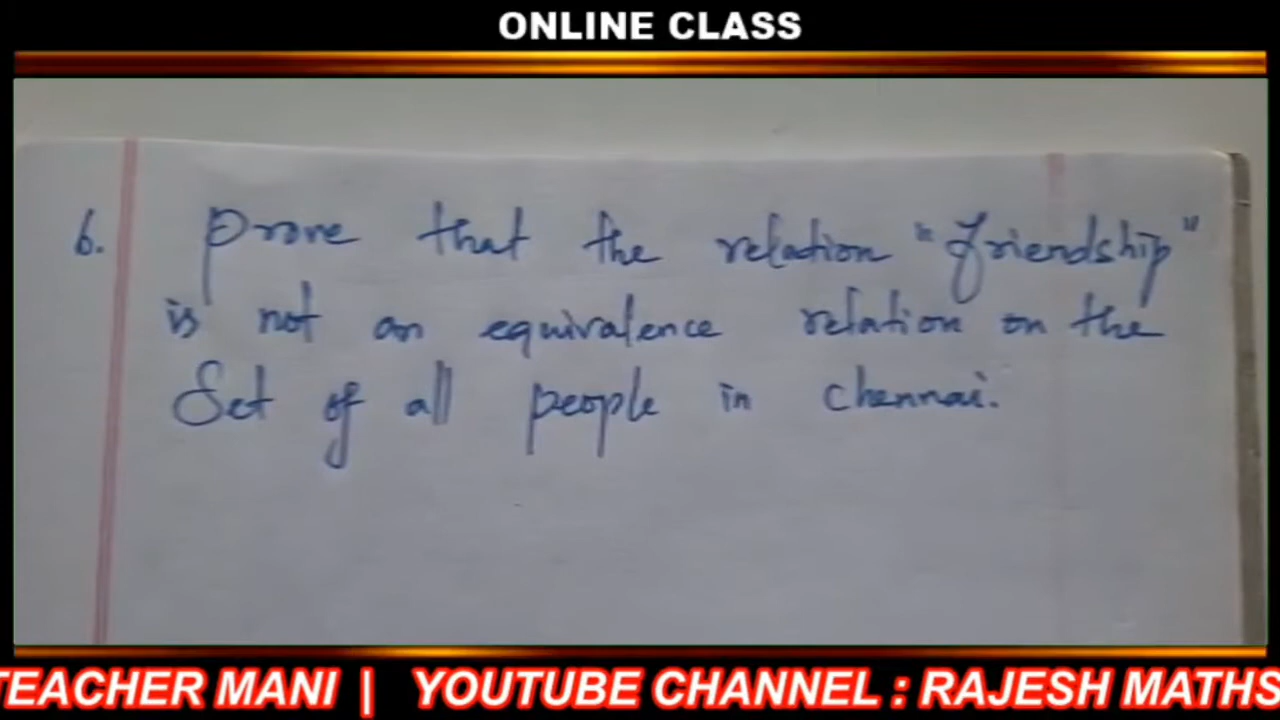 ONLINE CLASS
6. Prove that the relation "friendship"
is not an equivalence relation on the
Set of all people in chennai.
TEACHER MANI | YOUTUBE CHANNEL : RAJESH MATHS